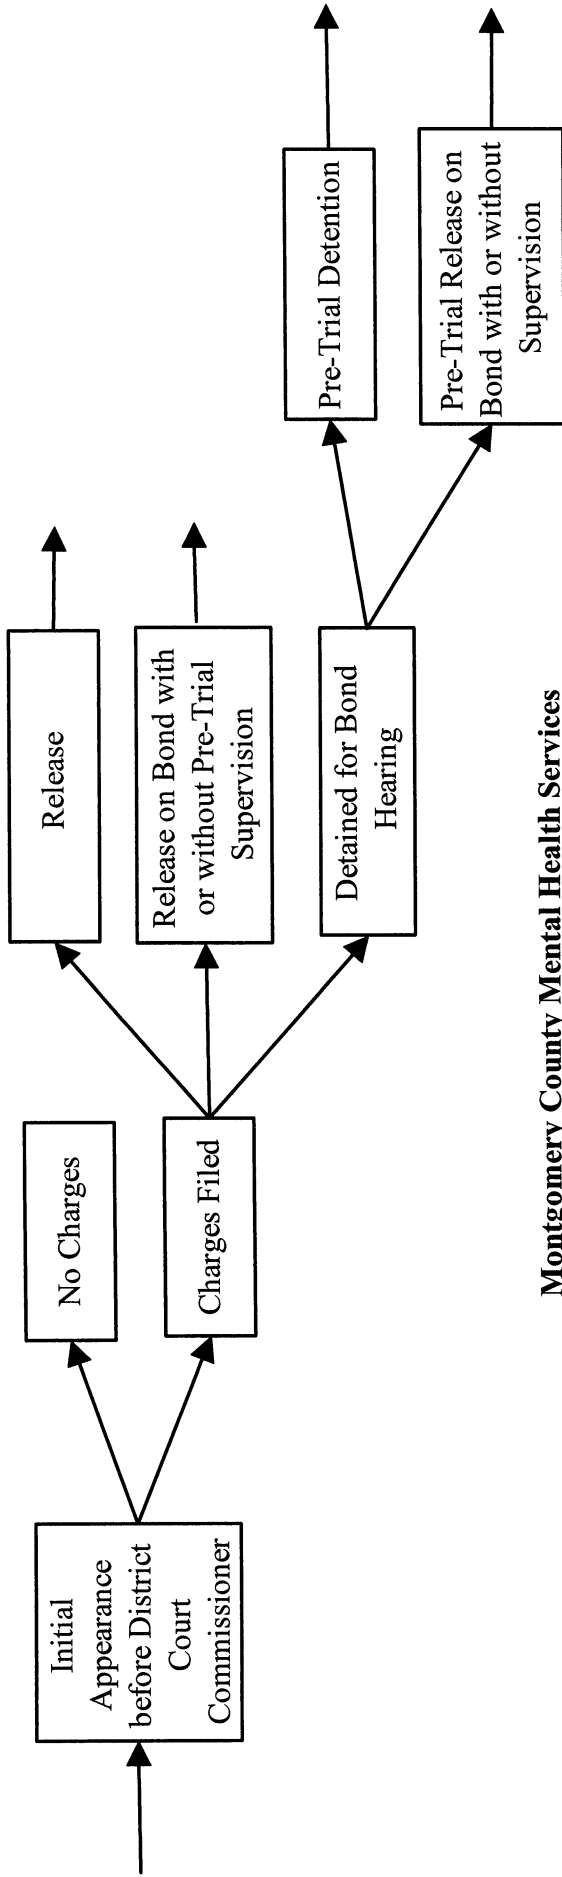 Initial
Appearance
before District
Court
Commissioner
No Charges
Charges Filed
Release
Release on Bond with
or without Pre-Trial
Supervision
Detained for Bond
Hearing
Pre-Trial Detention
Pre-Trial Release on
Bond with or without
Supervision
Montgomery County Mental Health Services